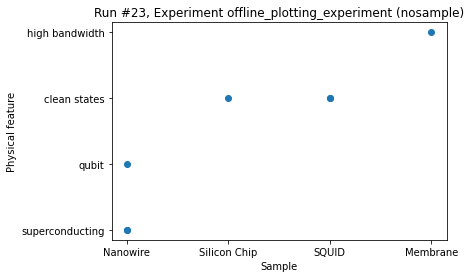 Run #23, Experiment offline_plotting_experiment (nosample)
high bandwidth
clean states
qubit
superconducting
Physical feature
Nanowire Silicon Chip SQUID Membrane
Sample